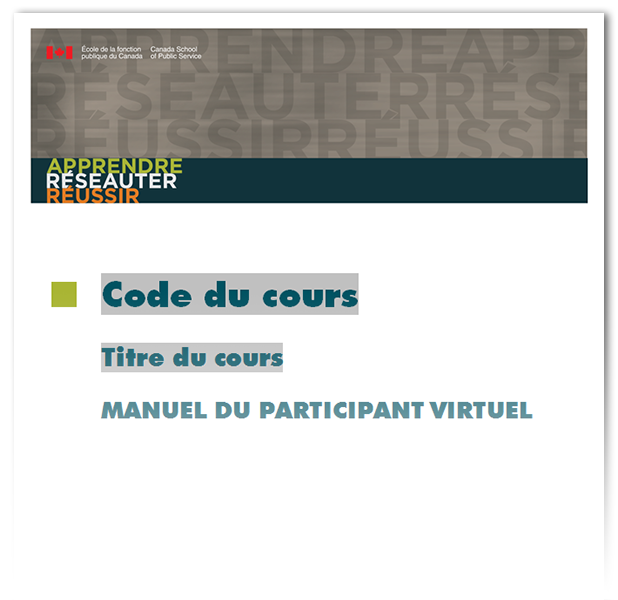 APPRENDREAPP
RÉSEAUTERRÉSE
RÉUSSIRRÉUSSIR
École de la fonction
publique du Canada
Canada School
of Public Service
APPRENDRE
RÉSEAUTER
RÉUSSIR
Code du cours
Titre du cours
MANUEL DU PARTICIPANT VIRTUEL